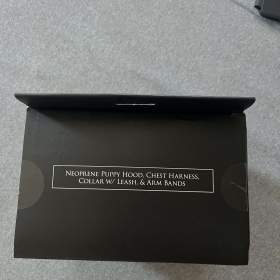 Neoprene Puppy Hood, Chest Harness,
Collar w/ Leash, & Arm Bands